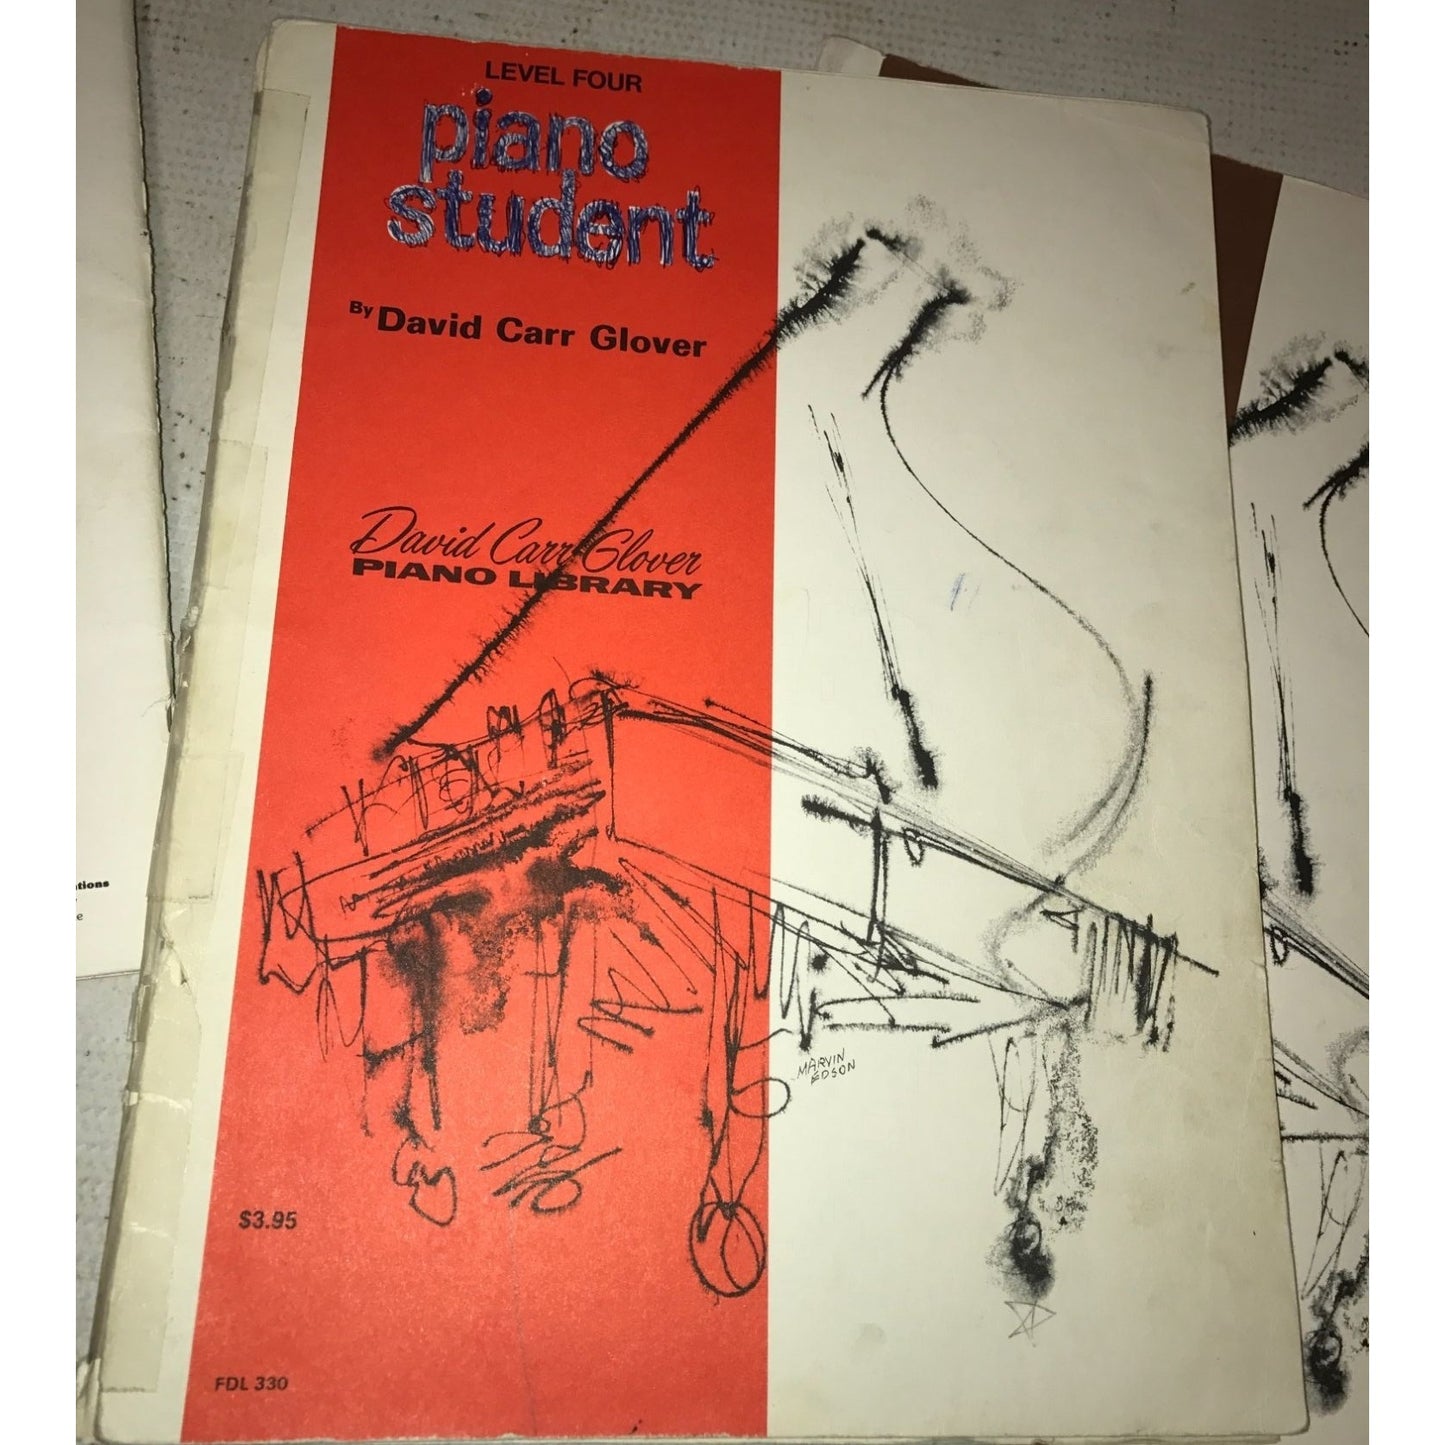 LEVEL FOUR
piano
student
By David Carr Glover
David Carr Glover
PIANO LIBRARY
MARVIN
EDSON
$3.95
FDL 330